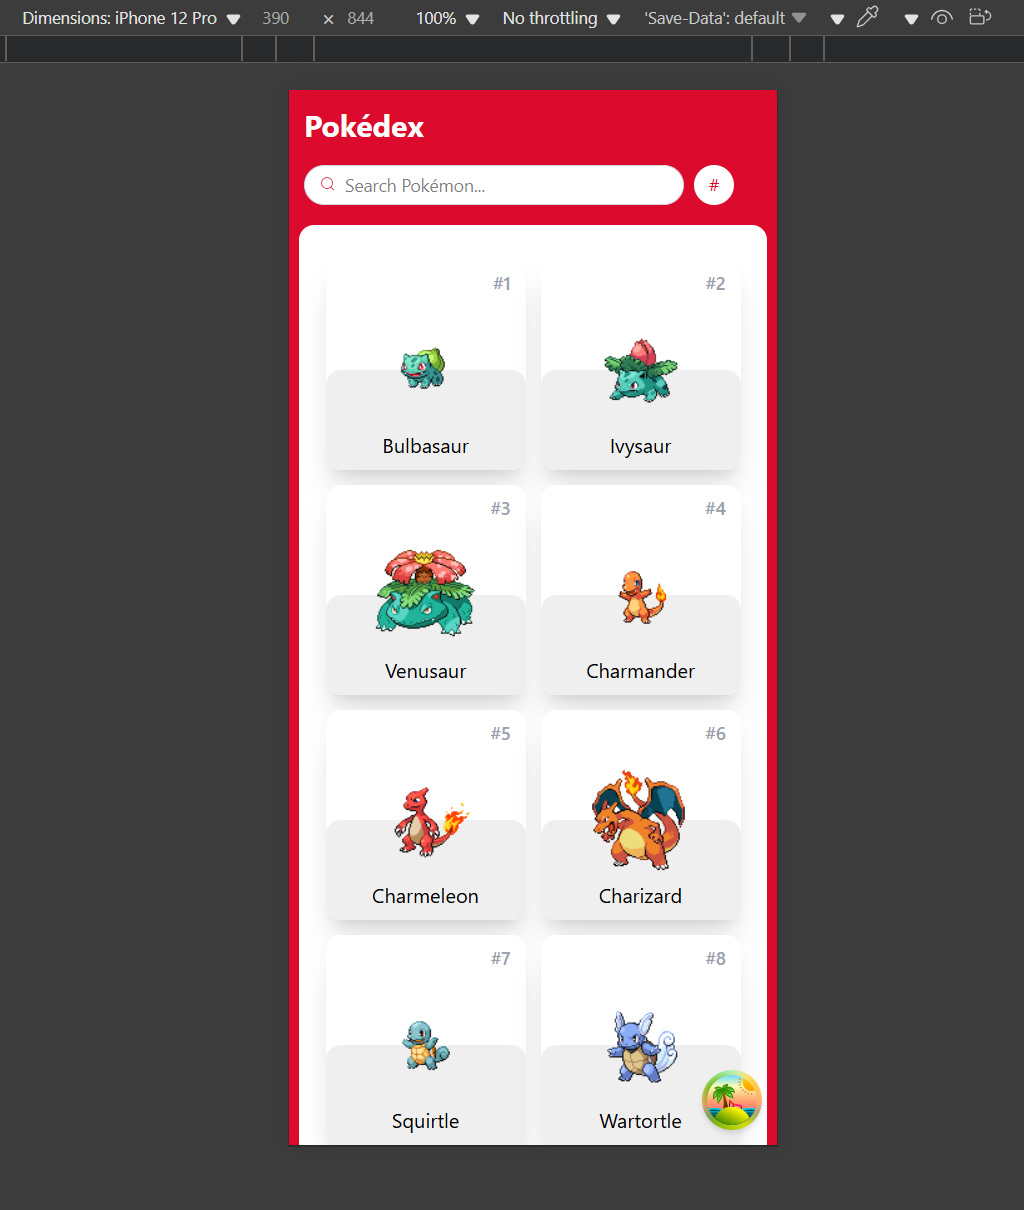 Dimensions: iPhone 12 Pro 390 × 844 100% No throttling 'Save-Data': default
Pokédex
Search Pokémon... #
#1 #2
Bulbasaur Ivysaur
#3 #4
Venusaur Charmander
#5 #6
Charmeleon Charizard
#7 #8
Squirtle Wartortle